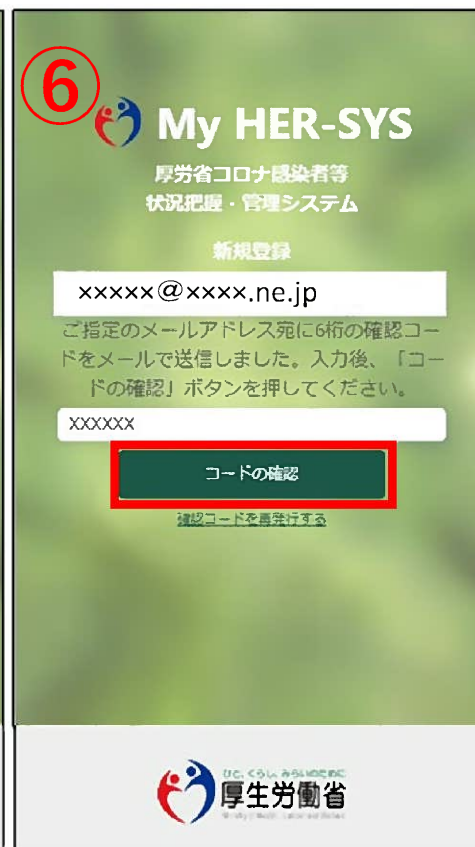 ⑥
My HER-SYS
厚労省コロナ感染者等
状況把握・管理システム
新規登録
xxxxx@xxxx.ne.jp
ご指定のメールアドレス宛に6桁の確認コー
ドをメールで送信しました。入力後、「コー
ドの確認」ボタンを押してください。
XXXXXX
コードの確認
確認コードを再発行する
ひと、くらし、みらいのために
厚生労働省